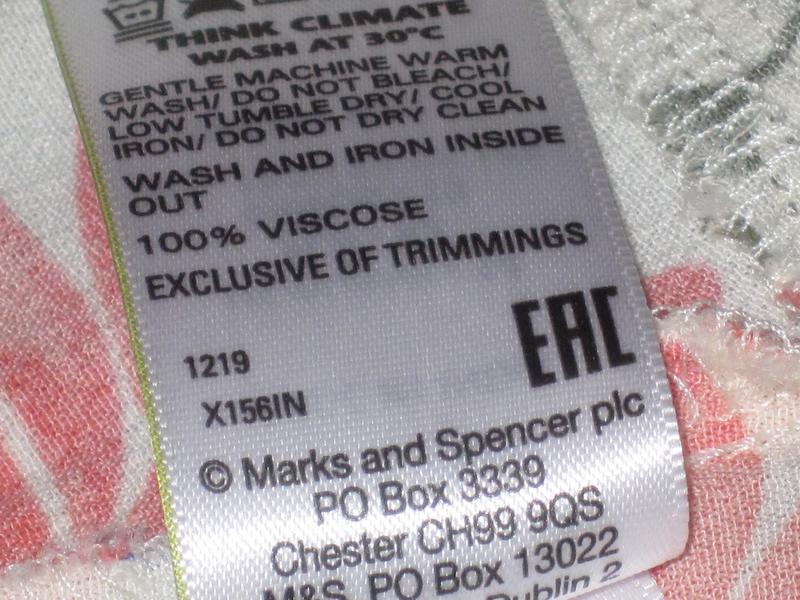 THINK CLIMATE
WASH AT 30°C
GENTLE MACHINE WARM
WASH/ DO NOT BLEACH/
LOW TUMBLE DRY/ COOL
IRON/ DO NOT DRY CLEAN
WASH AND IRON INSIDE
OUT
100% VISCOSE
EXCLUSIVE OF TRIMMINGS
EAC
1219
X156IN
© Marks and Spencer plc
PO Box 3339
Chester CH99 9QS
M&S, PO Box 13022
Dublin 2